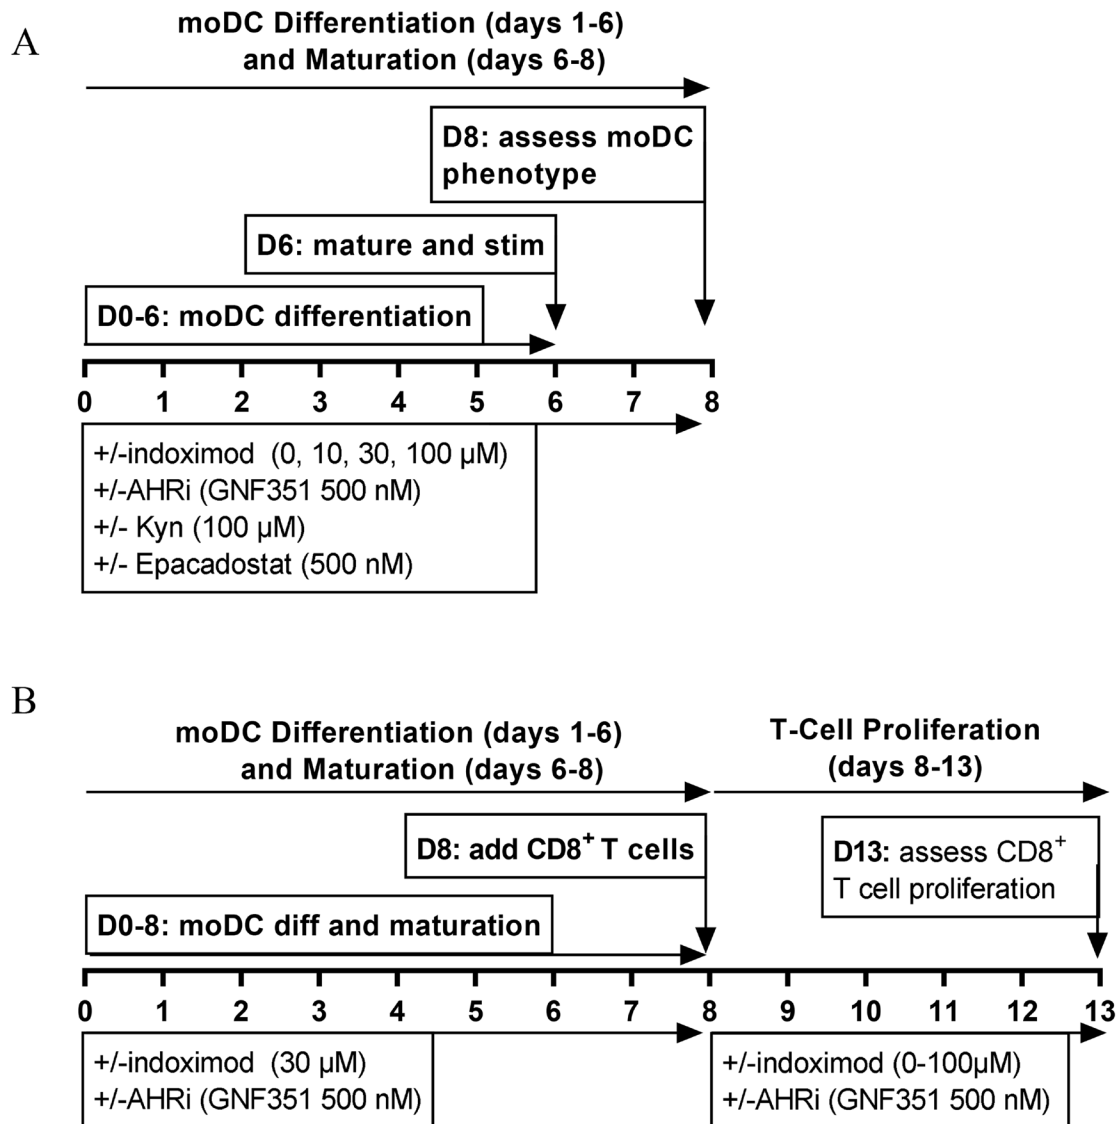 A
moDC Differentiation (days 1-6)
and Maturation (days 6-8)
D8: assess moDC
phenotype
D6: mature and stim
D0-6: moDC differentiation
0 1 2 3 4 5 6 7 8
+/-indoximod (0, 10, 30, 100 µM)
+/-AHRi (GNF351 500 nM)
+/- Kyn (100 µM)
+/- Epacadostat (500 nM)
B
moDC Differentiation (days 1-6)
and Maturation (days 6-8)
T-Cell Proliferation
(days 8-13)
D8: add CD8⁺ T cells
D13: assess CD8⁺
T cell proliferation
D0-8: moDC diff and maturation
0 1 2 3 4 5 6 7 8 9 10 11 12 13
+/-indoximod (30 µM)
+/-AHRi (GNF351 500 nM)
+/-indoximod (0-100µM)
+/-AHRi (GNF351 500 nM)